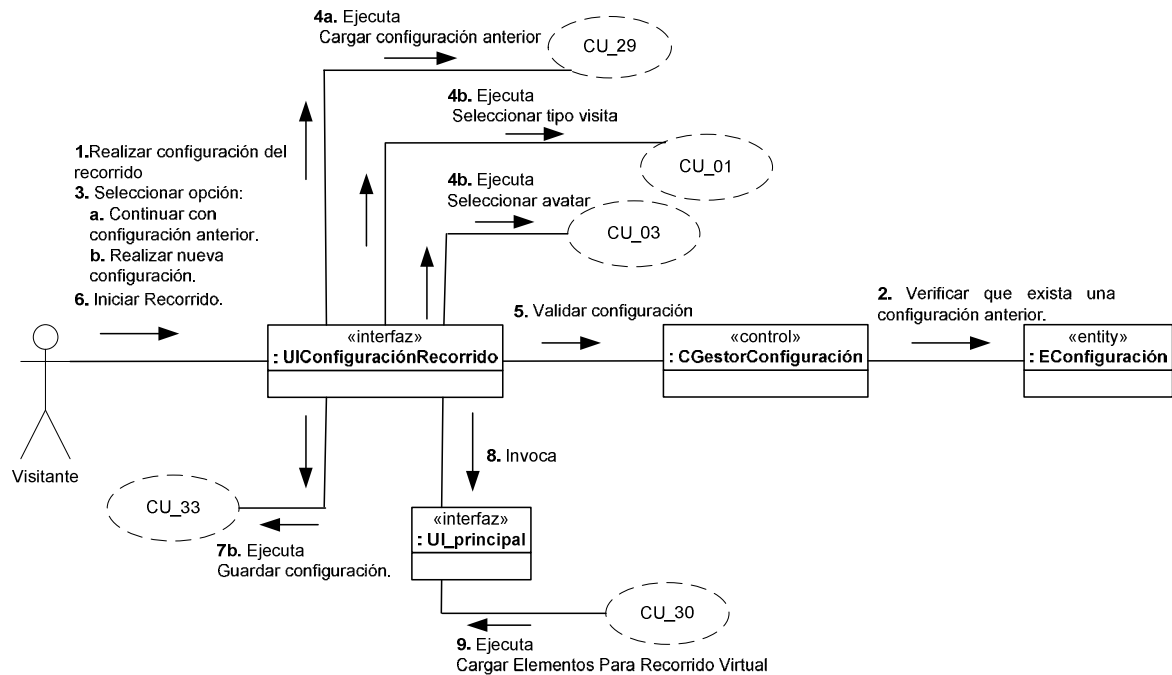 4a. Ejecuta
Cargar configuración anterior
CU_29
4b. Ejecuta
Seleccionar tipo visita
CU_01
1.Realizar configuración del
recorrido
3. Seleccionar opción:
a. Continuar con
configuración anterior.
b. Realizar nueva
configuración.
6. Iniciar Recorrido.
4b. Ejecuta
Seleccionar avatar
CU_03
5. Validar configuración
2. Verificar que exista una
configuración anterior.
«interfaz»
: UIConfiguraciónRecorrido
«control»
: CGestorConfiguración
«entity»
: EConfiguración
Visitante
8. Invoca
CU_33
7b. Ejecuta
Guardar configuración.
«interfaz»
: UI_principal
CU_30
9. Ejecuta
Cargar Elementos Para Recorrido Virtual